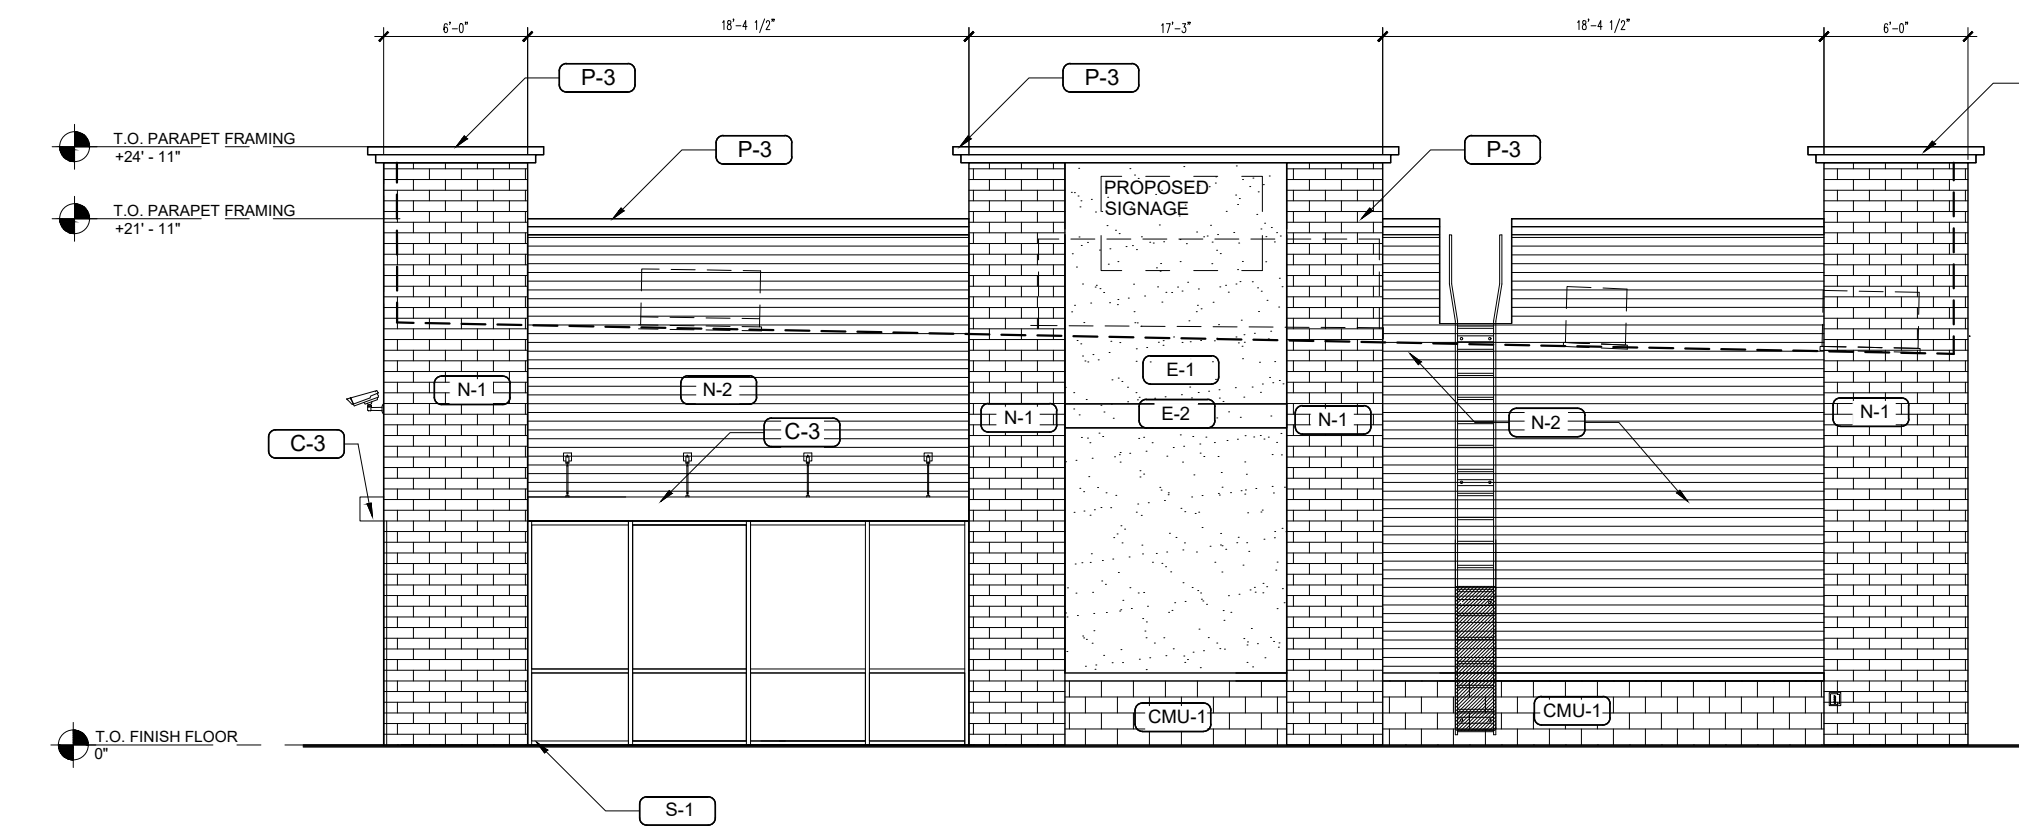 6'-0"
18'-4 1/2"
17'-3"
18'-4 1/2"
6'-0"
P-3
P-3
T.O. PARAPET FRAMING
+24' - 11"
P-3
P-3
PROPOSED
SIGNAGE
T.O. PARAPET FRAMING
+21' - 11"
E-1
N-1
N-2
E-2
N-1
N-1
N-1
N-2
C-3
C-3
CMU-1
CMU-1
T.O. FINISH FLOOR
0"
S-1